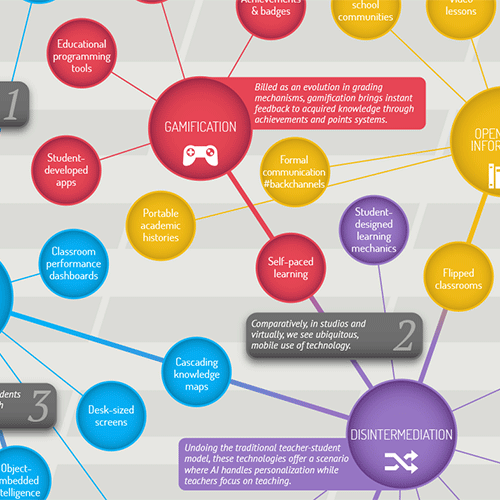 Achievements
& badges
school
communities
Video
lessons
Educational
programming
tools
1
Billed as an evolution in grading
mechanisms, gamification brings instant
feedback to acquired knowledge through
achievements and points systems.
GAMIFICATION
OPEN
INFOR
Student-
developed
apps
Formal
communication
#backchannels
Portable
academic
histories
Student-
designed
learning
mechanics
Classroom
performance
dashboards
Self-paced
learning
Flipped
classrooms
Comparatively, in studios and
virtually, we see ubiquitous,
mobile use of technology.
2
Cascading
knowledge
maps
dents
h
3
Desk-sized
screens
DISINTERMEDIATION
Undoing the traditional teacher-student
model, these technologies offer a scenario
where AI handles personalization while
teachers focus on teaching.
Object-
mbedded
telligence